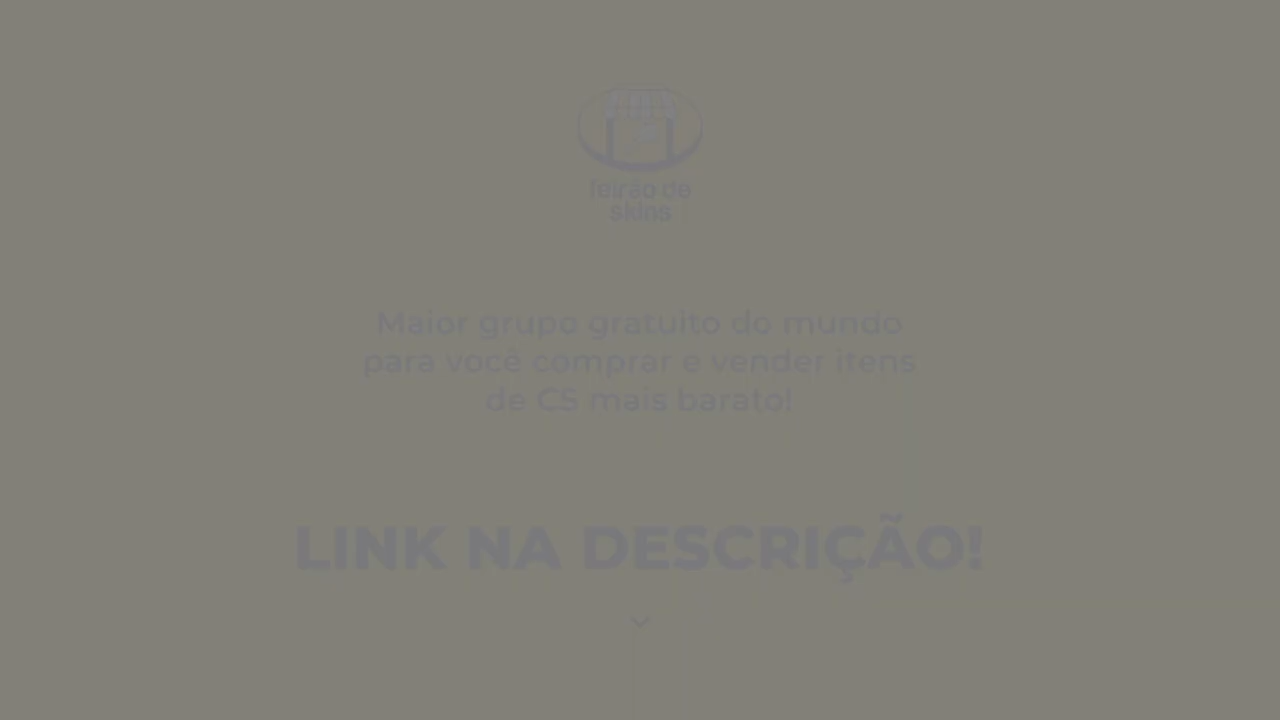 feirão de
skins
Maior grupo gratuito do mundo
para você comprar e vender itens
de CS mais barato!
LINK NA DESCRIÇÃO!